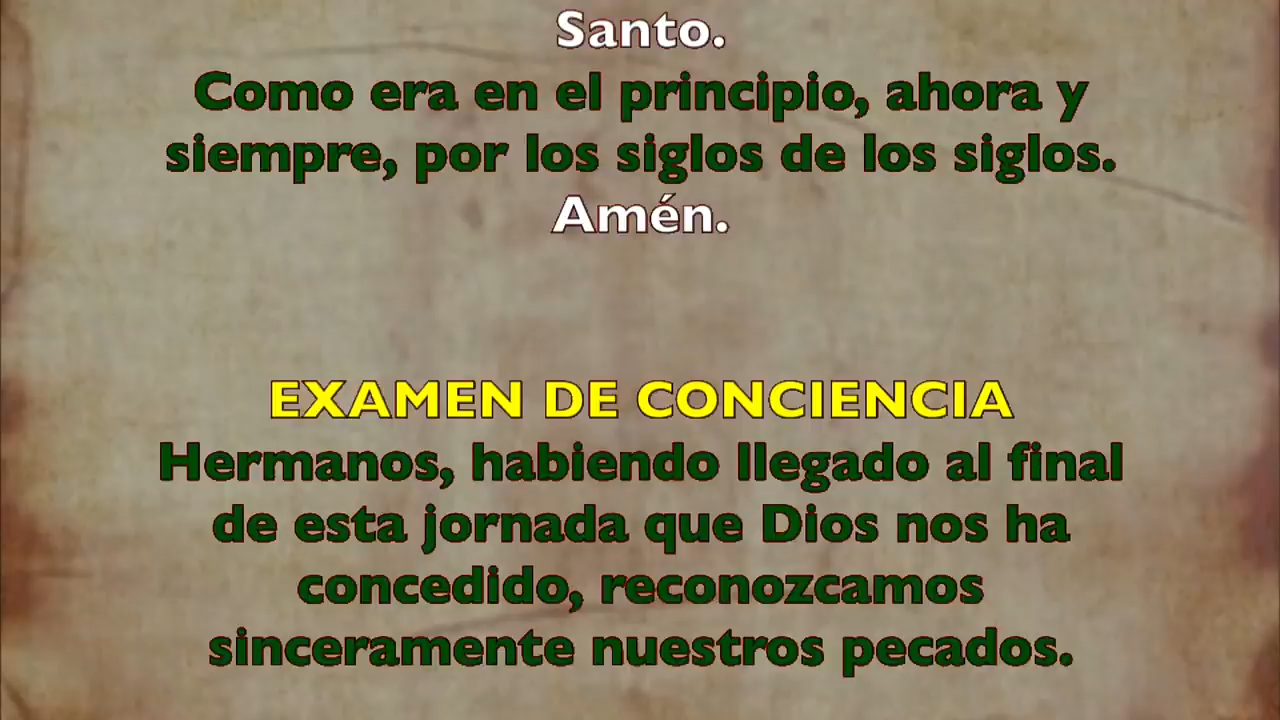 Santo.
Como era en el principio, ahora y
siempre, por los siglos de los siglos.
Amén.
EXAMEN DE CONCIENCIA
Hermanos, habiendo llegado al final
de esta jornada que Dios nos ha
concedido, reconozcamos
sinceramente nuestros pecados.